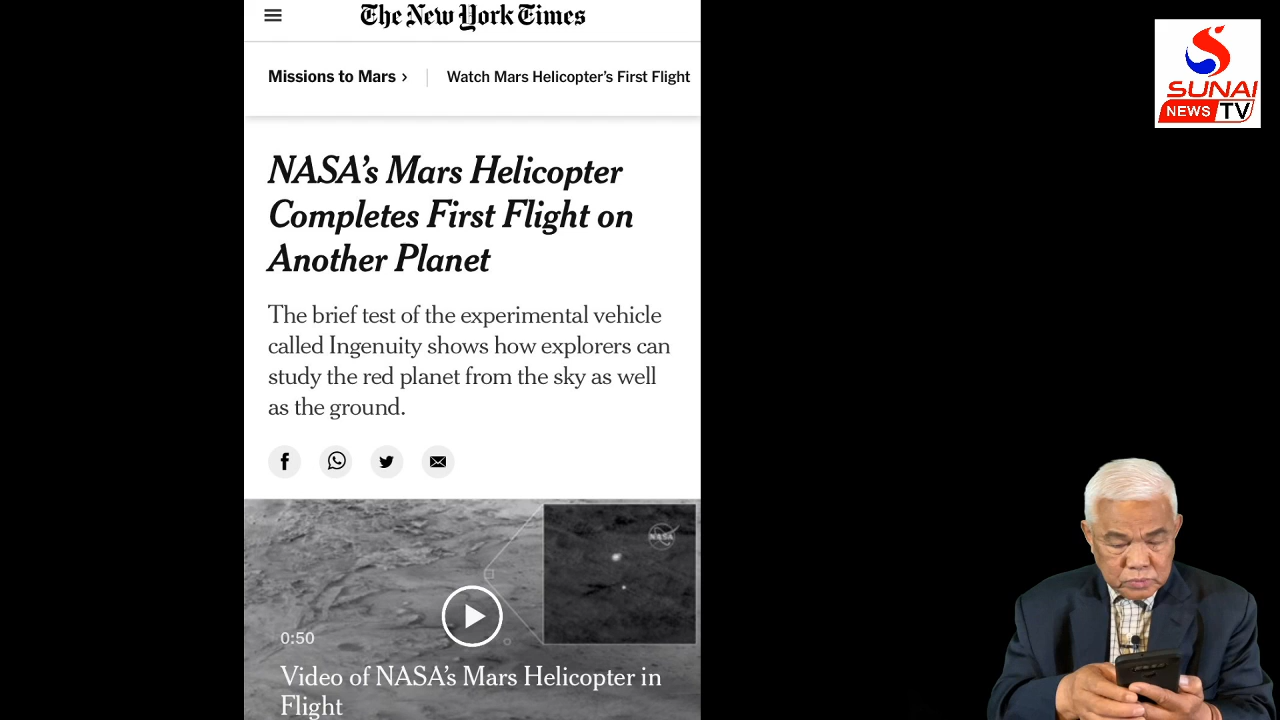 The New York Times
Missions to Mars
Watch Mars Helicopter's First Flight
NASA's Mars Helicopter
Completes First Flight on
Another Planet
The brief test of the experimental vehicle
called Ingenuity shows how explorers can
study the red planet from the sky as well
as the ground.
NASA
0:50
Video of NASA's Mars Helicopter in
Flight
SUNAI
NEWS TV